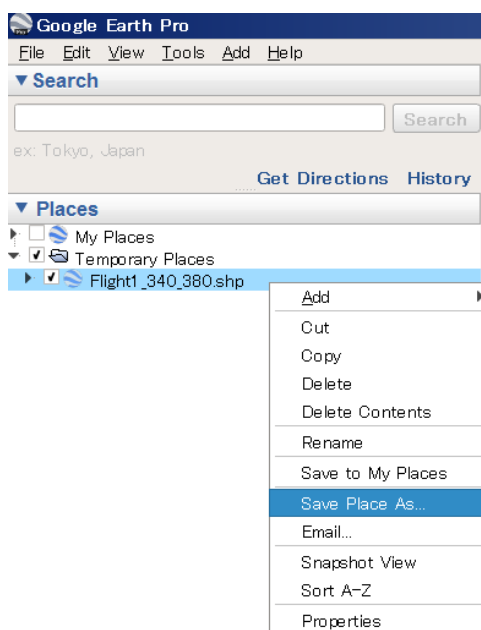 Google Earth Pro
File Edit View Tools Add Help
Search
Search
ex: Tokyo, Japan
Get Directions History
Places
My Places
Temporary Places
Flight1_340_380.shp
Add
Cut
Copy
Delete
Delete Contents
Rename
Save to My Places
Save Place As...
Email...
Snapshot View
Sort A-Z
Properties